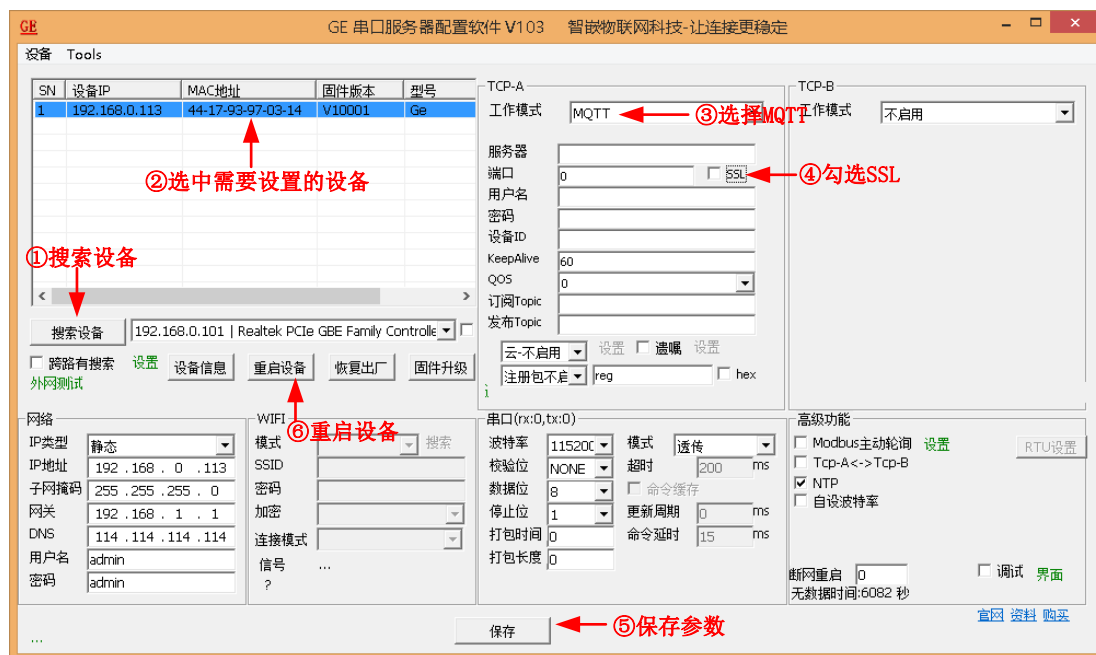 GE
GE 串口服务器配置软件 V103 智嵌物联网科技-让连接更稳定
设备 Tools
SN 设备IP MAC地址 固件版本 型号
1 192.168.0.113 44-17-93-97-03-14 V10001 Ge
②选中需要设置的设备
①搜索设备
搜索设备 192.168.0.101 | Realtek PCIe GBE Family Controlle
跨路有搜索 设置 设备信息 重启设备 恢复出厂 固件升级
外网测试
⑥重启设备
TCP-A
工作模式 MQTT ③选择MQTT
服务器
端口 0 SSL ④勾选SSL
用户名
密码
设备ID
KeepAlive 60
QOS 0
订阅Topic
发布Topic
云-不启用 设置 遗嘱 设置
注册包不启 reg hex
i
TCP-B
工作模式 不启用
网络
IP类型 静态
IP地址 192 .168 . 0 .113
子网掩码 255 .255 .255 . 0
网关 192 .168 . 1 . 1
DNS 114 .114 .114 .114
用户名 admin
密码 admin
WIFI
模式 搜索
SSID
密码
加密
连接模式
信号 ...
?
串口(rx:0,tx:0)
波特率 115200 模式 透传
校验位 NONE 超时 200 ms
数据位 8 命令缓存
停止位 1 更新周期 0 ms
打包时间 0 命令延时 15 ms
打包长度 0
高级功能
Modbus主动轮询 设置 RTU设置
Tcp-A<->Tcp-B
NTP
自设波特率
断网重启 0 调试 界面
无数据时间:6082 秒
官网 资料 购买
... 保存 ⑤保存参数